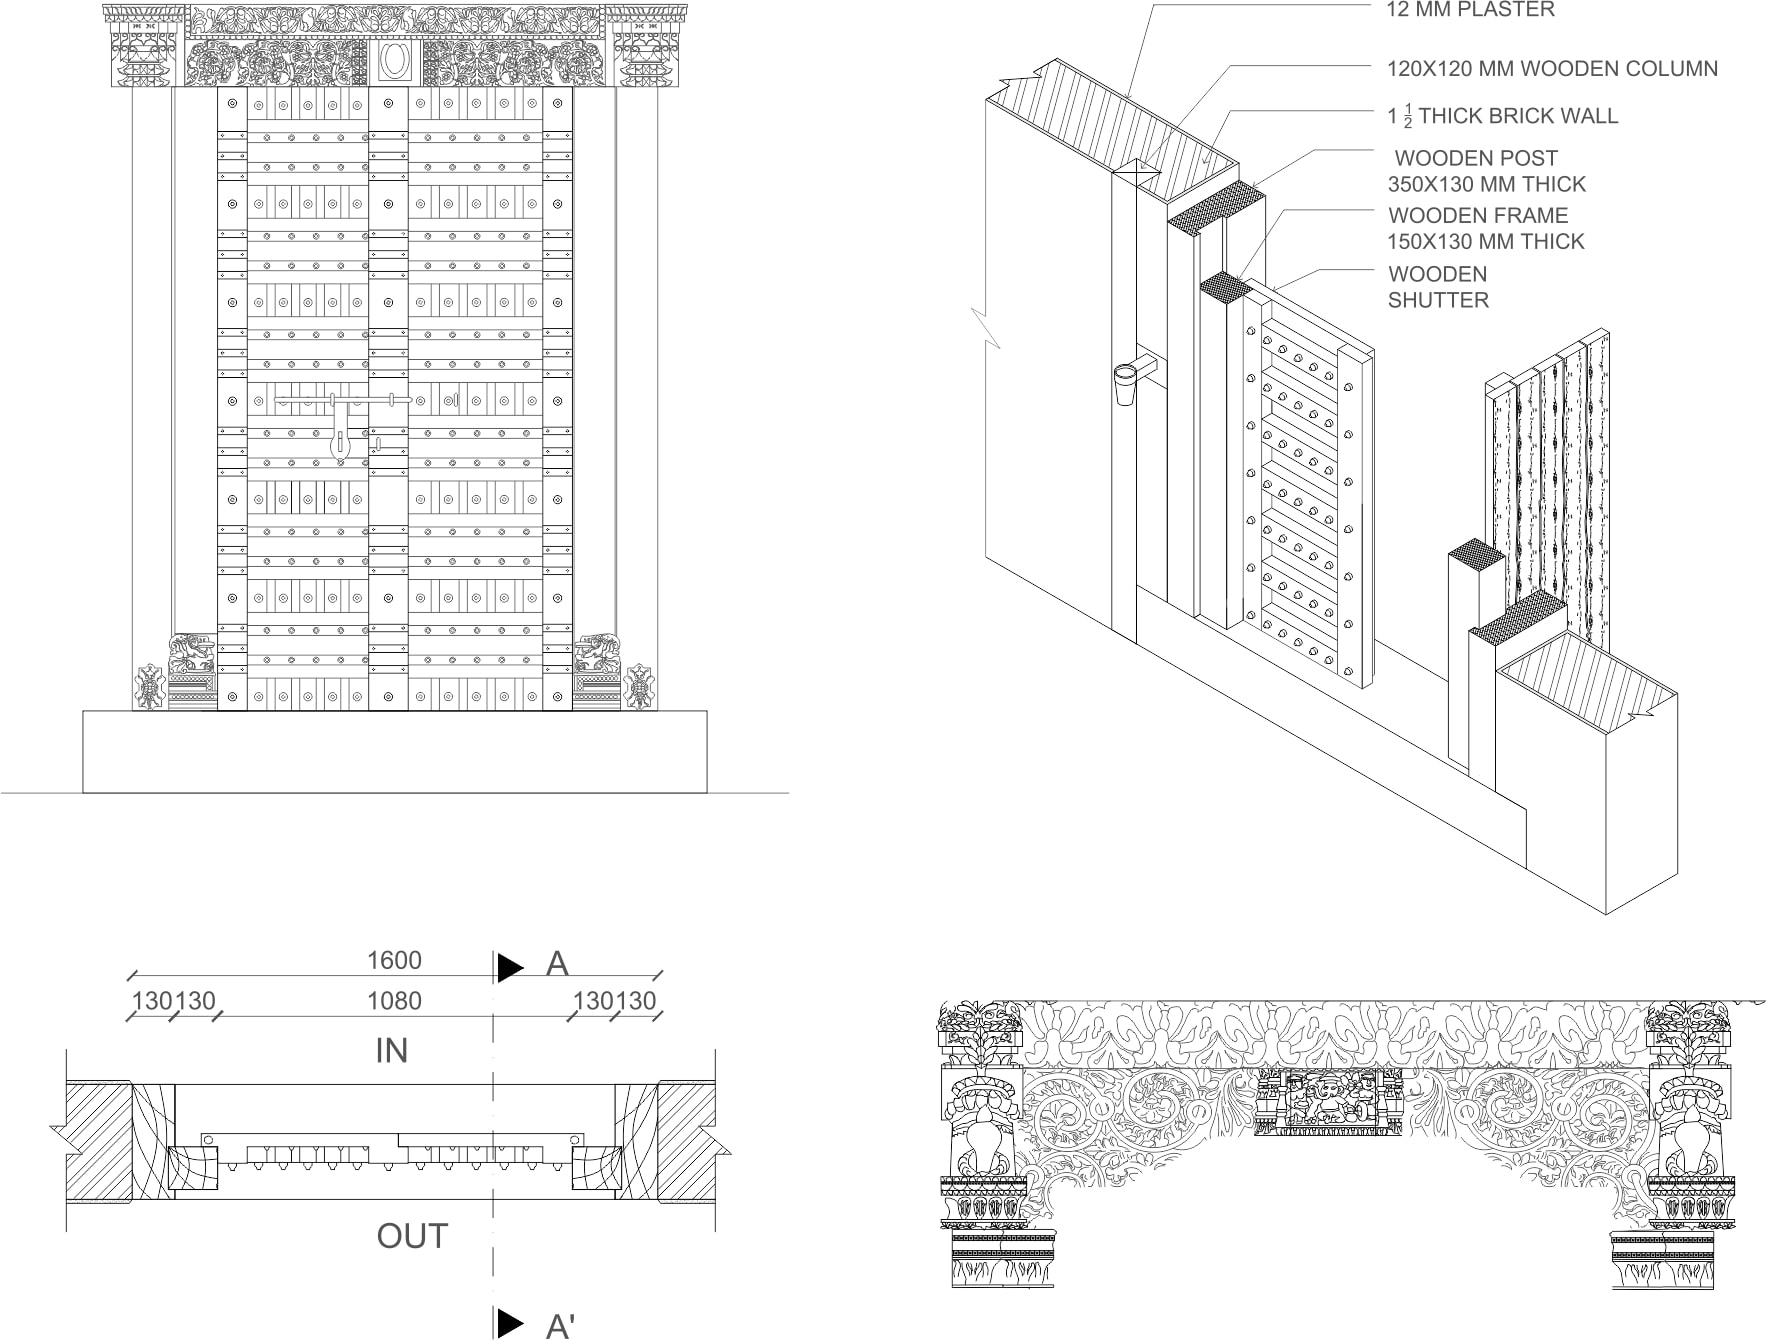 12 MM PLASTER
120X120 MM WOODEN COLUMN
1 1/2 THICK BRICK WALL
WOODEN POST
350X130 MM THICK
WOODEN FRAME
150X130 MM THICK
WOODEN
SHUTTER
1600
A
130 130 1080 130 130
IN
OUT
A'